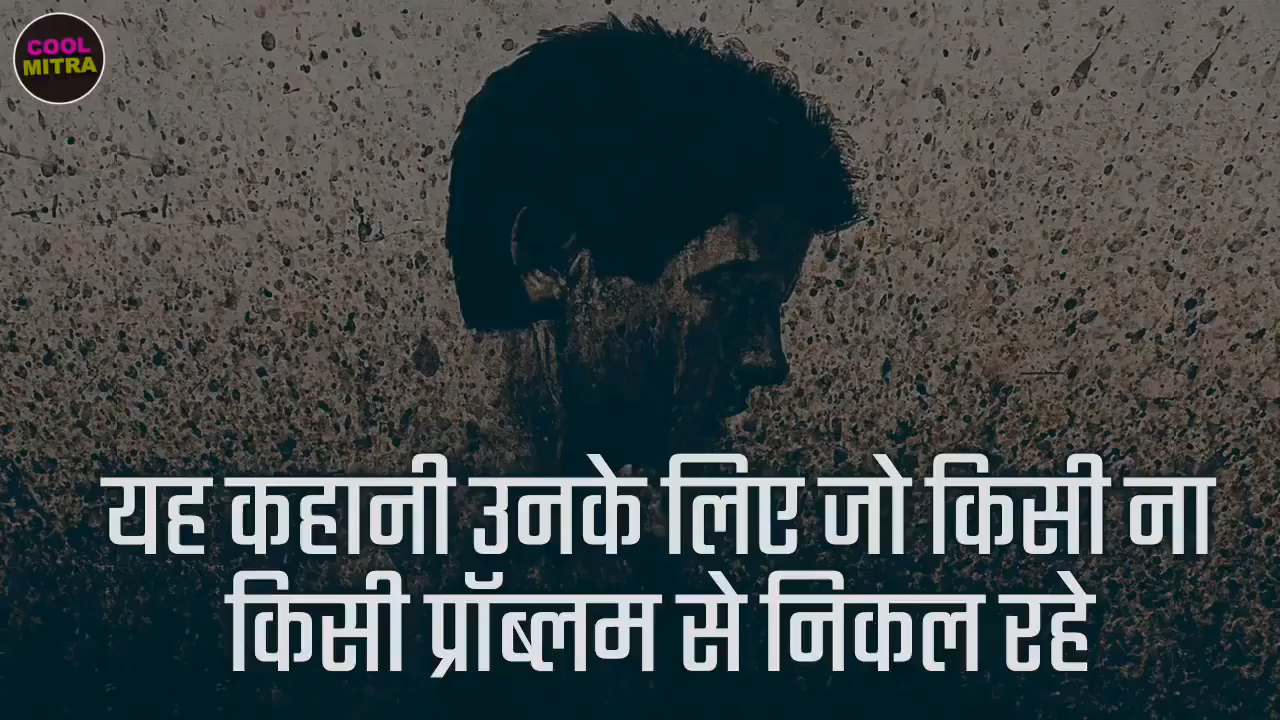 COOL
MITRA
यह कहानी उनके लिए जो किसी ना
किसी प्रॉब्लम से निकल रहे